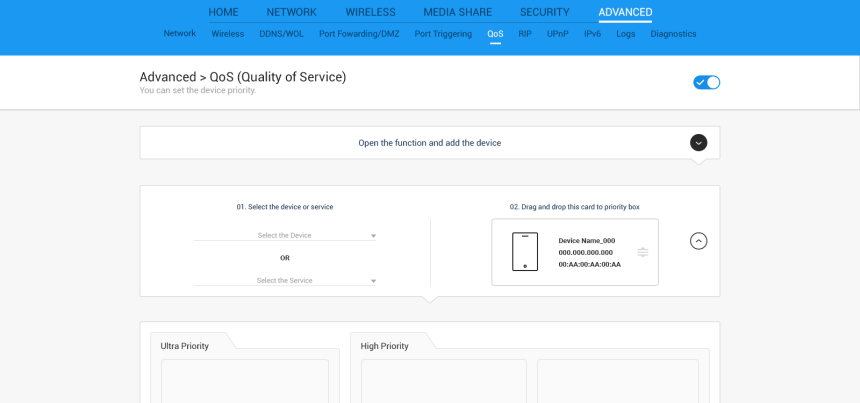 HOME NETWORK WIRELESS MEDIA SHARE SECURITY ADVANCED
Network Wireless DDNS/WOL Port Fowarding/DMZ Port Triggering QoS RIP UPnP IPv6 Logs Diagnostics
Advanced > QoS (Quality of Service)
You can set the device priority.
Open the function and add the device
01. Select the device or service
Select the Device
OR
Select the Service
02. Drag and drop this card to priority box
Device Name_000
000.000.000.000
00:AA:00:AA:00:AA
Ultra Priority
High Priority